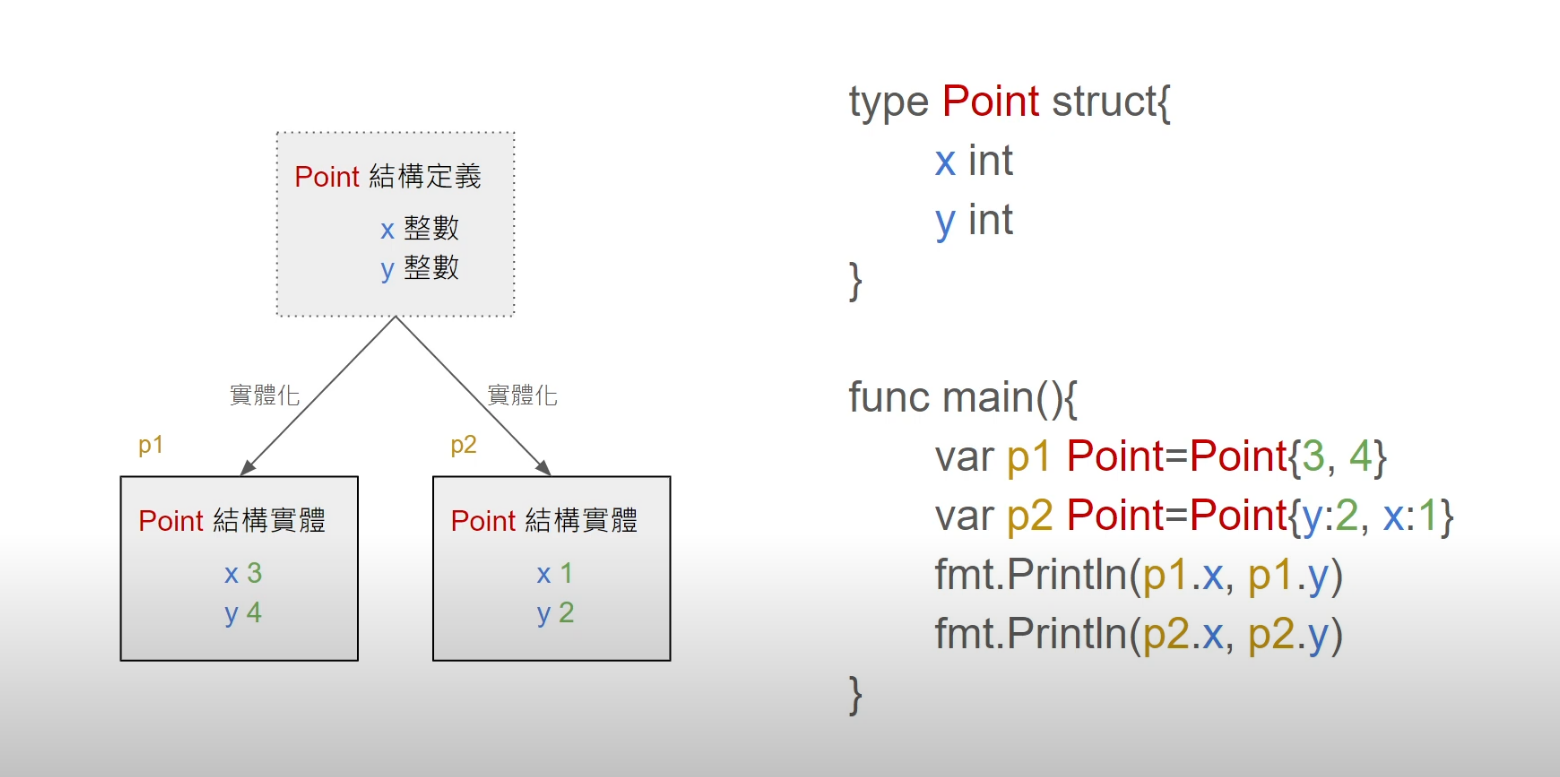 Point 結構定義
x 整數
y 整數
實體化
實體化
p1
p2
Point 結構實體
x 3
y 4
Point 結構實體
x 1
y 2
type Point struct{
x int
y int
}
func main(){
var p1 Point=Point{3, 4}
var p2 Point=Point{y:2, x:1}
fmt.Println(p1.x, p1.y)
fmt.Println(p2.x, p2.y)
}